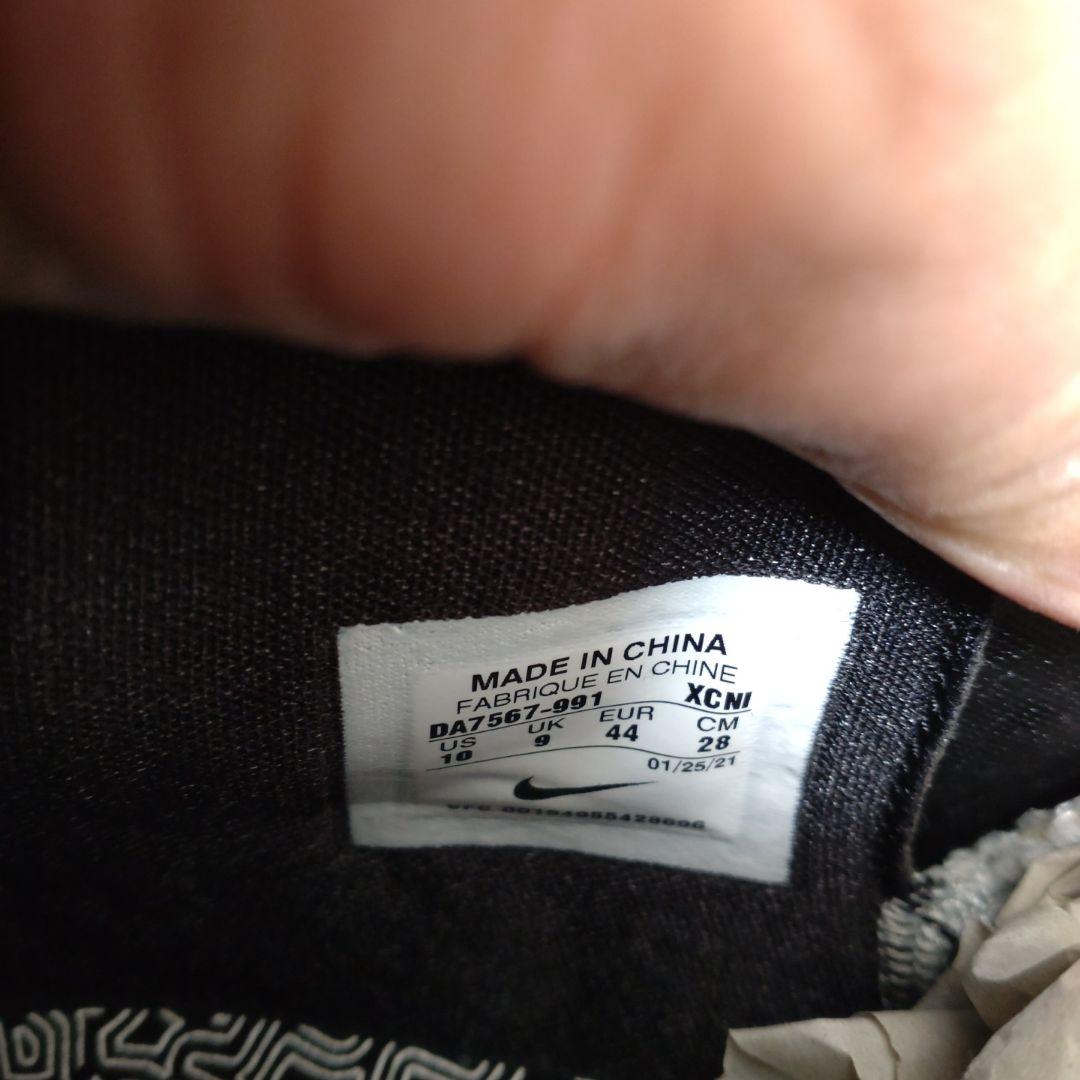 MADE IN CHINA
FABRIQUE EN CHINE
DA7567-991 XCNI
US UK EUR CM
10 9 44 28
01/25/21